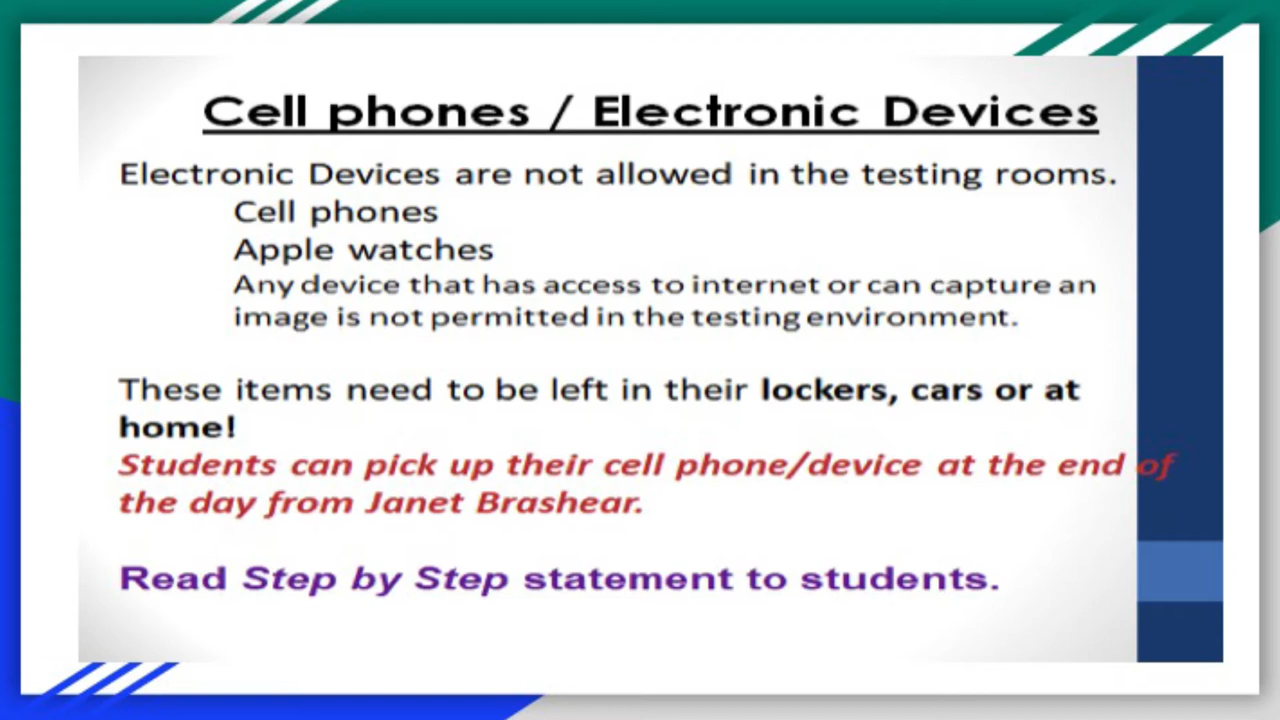 Cell phones / Electronic Devices
Electronic Devices are not allowed in the testing rooms.
Cell phones
Apple watches
Any device that has access to internet or can capture an
image is not permitted in the testing environment.
These items need to be left in their lockers, cars or at
home!
Students can pick up their cell phone/device at the end of
the day from Janet Brashear.
Read Step by Step statement to students.